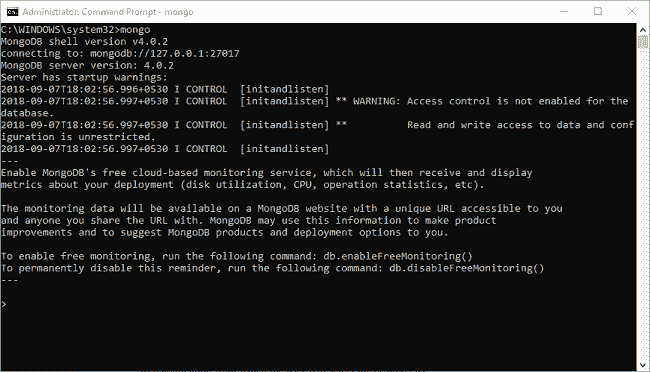 Administrator: Command Prompt - mongo
C:\WINDOWS\system32>mongo
MongoDB shell version v4.0.2
connecting to: mongodb://127.0.0.1:27017
MongoDB server version: 4.0.2
Server has startup warnings:
2018-09-07T18:02:56.996+0530 I CONTROL  [initandlisten]
2018-09-07T18:02:56.997+0530 I CONTROL  [initandlisten] ** WARNING: Access control is not enabled for the
database.
2018-09-07T18:02:56.997+0530 I CONTROL  [initandlisten] **          Read and write access to data and conf
iguration is unrestricted.
2018-09-07T18:02:56.997+0530 I CONTROL  [initandlisten]
---
Enable MongoDB's free cloud-based monitoring service, which will then receive and display
metrics about your deployment (disk utilization, CPU, operation statistics, etc).
The monitoring data will be available on a MongoDB website with a unique URL accessible to you
and anyone you share the URL with. MongoDB may use this information to make product
improvements and to suggest MongoDB products and deployment options to you.
To enable free monitoring, run the following command: db.enableFreeMonitoring()
To permanently disable this reminder, run the following command: db.disableFreeMonitoring()
---
>